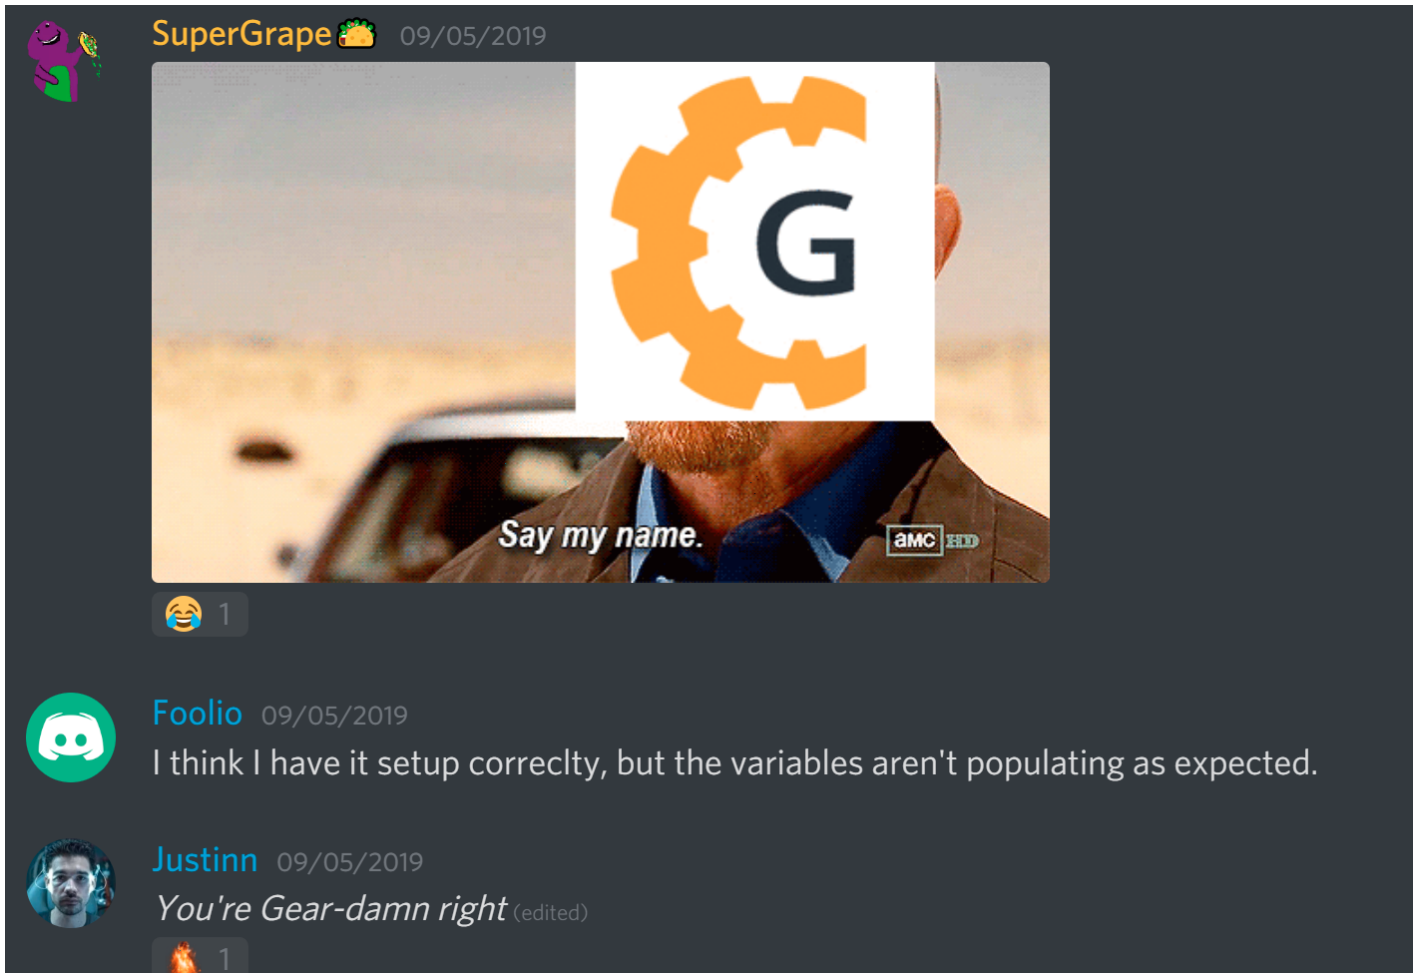 SuperGrape🌮 09/05/2019
G
Say my name.
amc HD
😂 1
Foolio 09/05/2019
I think I have it setup correclty, but the variables aren't populating as expected.
Justinn 09/05/2019
You're Gear-damn right (edited)
1